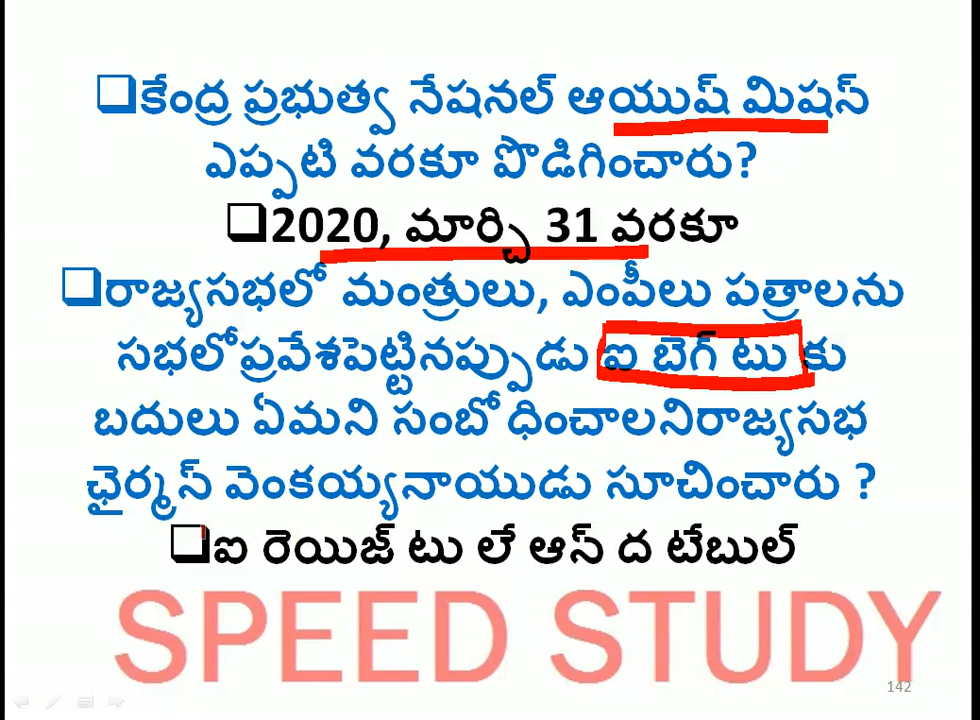 ❑కేంద్ర ప్రభుత్వ నేషనల్ ఆయుష్ మిషన్
ఎప్పటి వరకూ పొడిగించారు?
❑2020, మార్చి 31 వరకూ
❑రాజ్యసభలో మంత్రులు, ఎంపీలు పత్రాలను
సభలోప్రవేశపెట్టినప్పుడు ఐ బెగ్ టు కు
బదులు ఏమని సంబో ధించాలనిరాజ్యసభ
ఛైర్మన్ వెంకయ్యనాయుడు సూచించారు ?
❑ఐ రెయిజ్ టు లే ఆన్ ద టేబుల్
SPEED STUDY
142